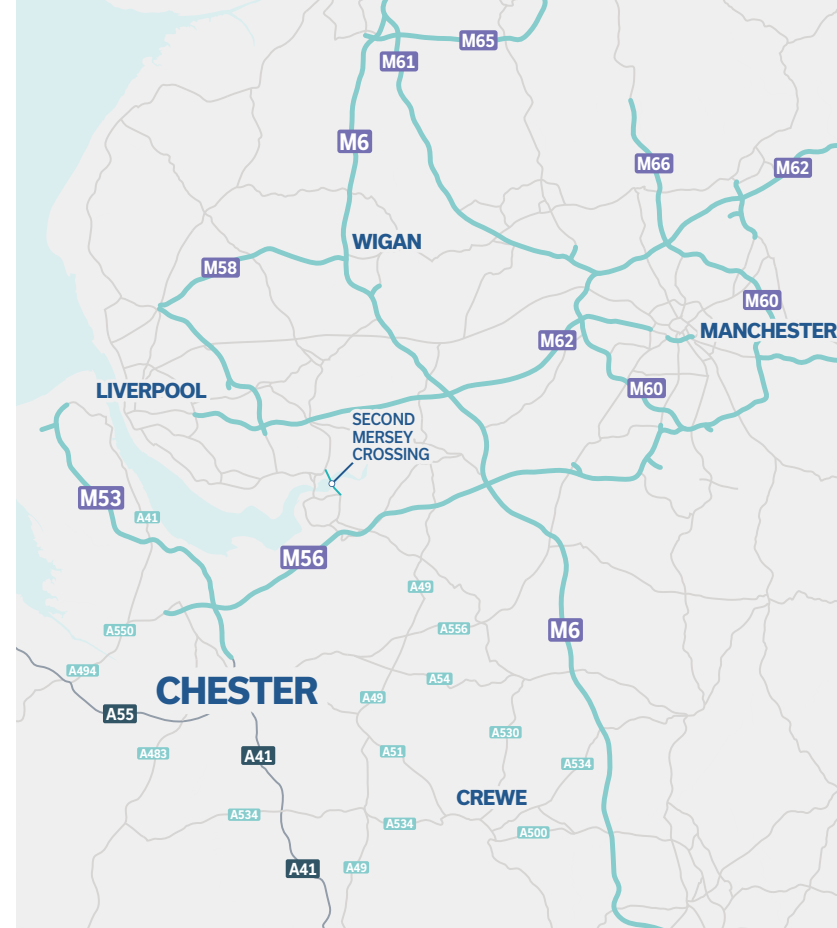 M65
M61
M6
M66
M62
WIGAN
M58
M60
MANCHESTER
M62
LIVERPOOL
M60
SECOND
MERSEY
CROSSING
M53
A41
M56
A49
A550
A556
M6
A494
A54
CHESTER
A49
A55
A530
A483
A41
A51
A534
CREWE
A534
A534
A500
A41
A49